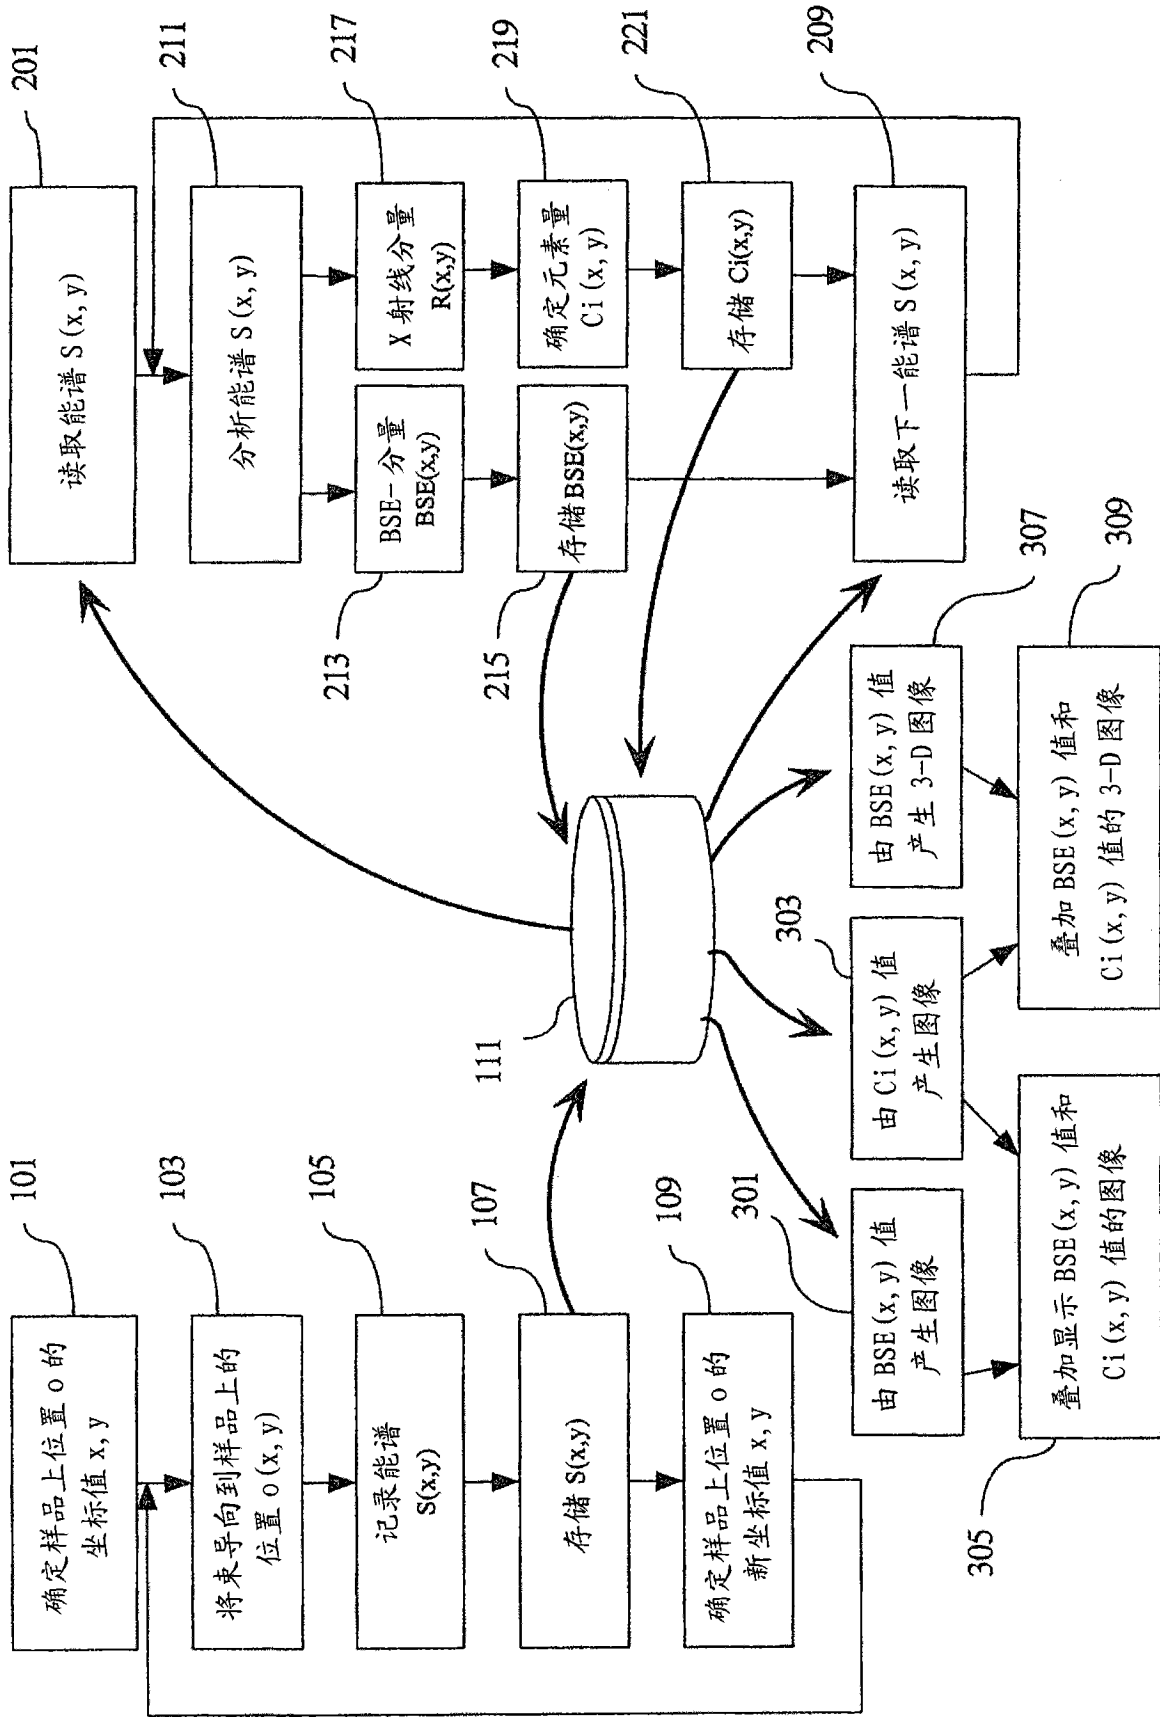 确定样品上位置 o 的
坐标值 x,y
101
将束导向到样品上的
位置 o(x,y)
103
记录能谱
S(x,y)
105
存储 S(x,y)
107
确定样品上位置 o 的
新坐标值 x,y
109
111
读取能谱 S(x,y)
201
分析能谱 S(x,y)
211
BSE-分量
BSE(x,y)
213
X 射线分量
R(x,y)
217
存储 BSE(x,y)
215
确定元素量
Ci(x,y)
219
存储 Ci(x,y)
221
读取下一能谱 S(x,y)
209
由 BSE(x,y) 值
产生图像
301
由 Ci(x,y) 值
产生图像
303
由 BSE(x,y) 值
产生 3-D 图像
307
叠加显示 BSE(x,y) 值和
Ci(x,y) 值的图像
305
叠加 BSE(x,y) 值和
Ci(x,y) 值的 3-D 图像
309